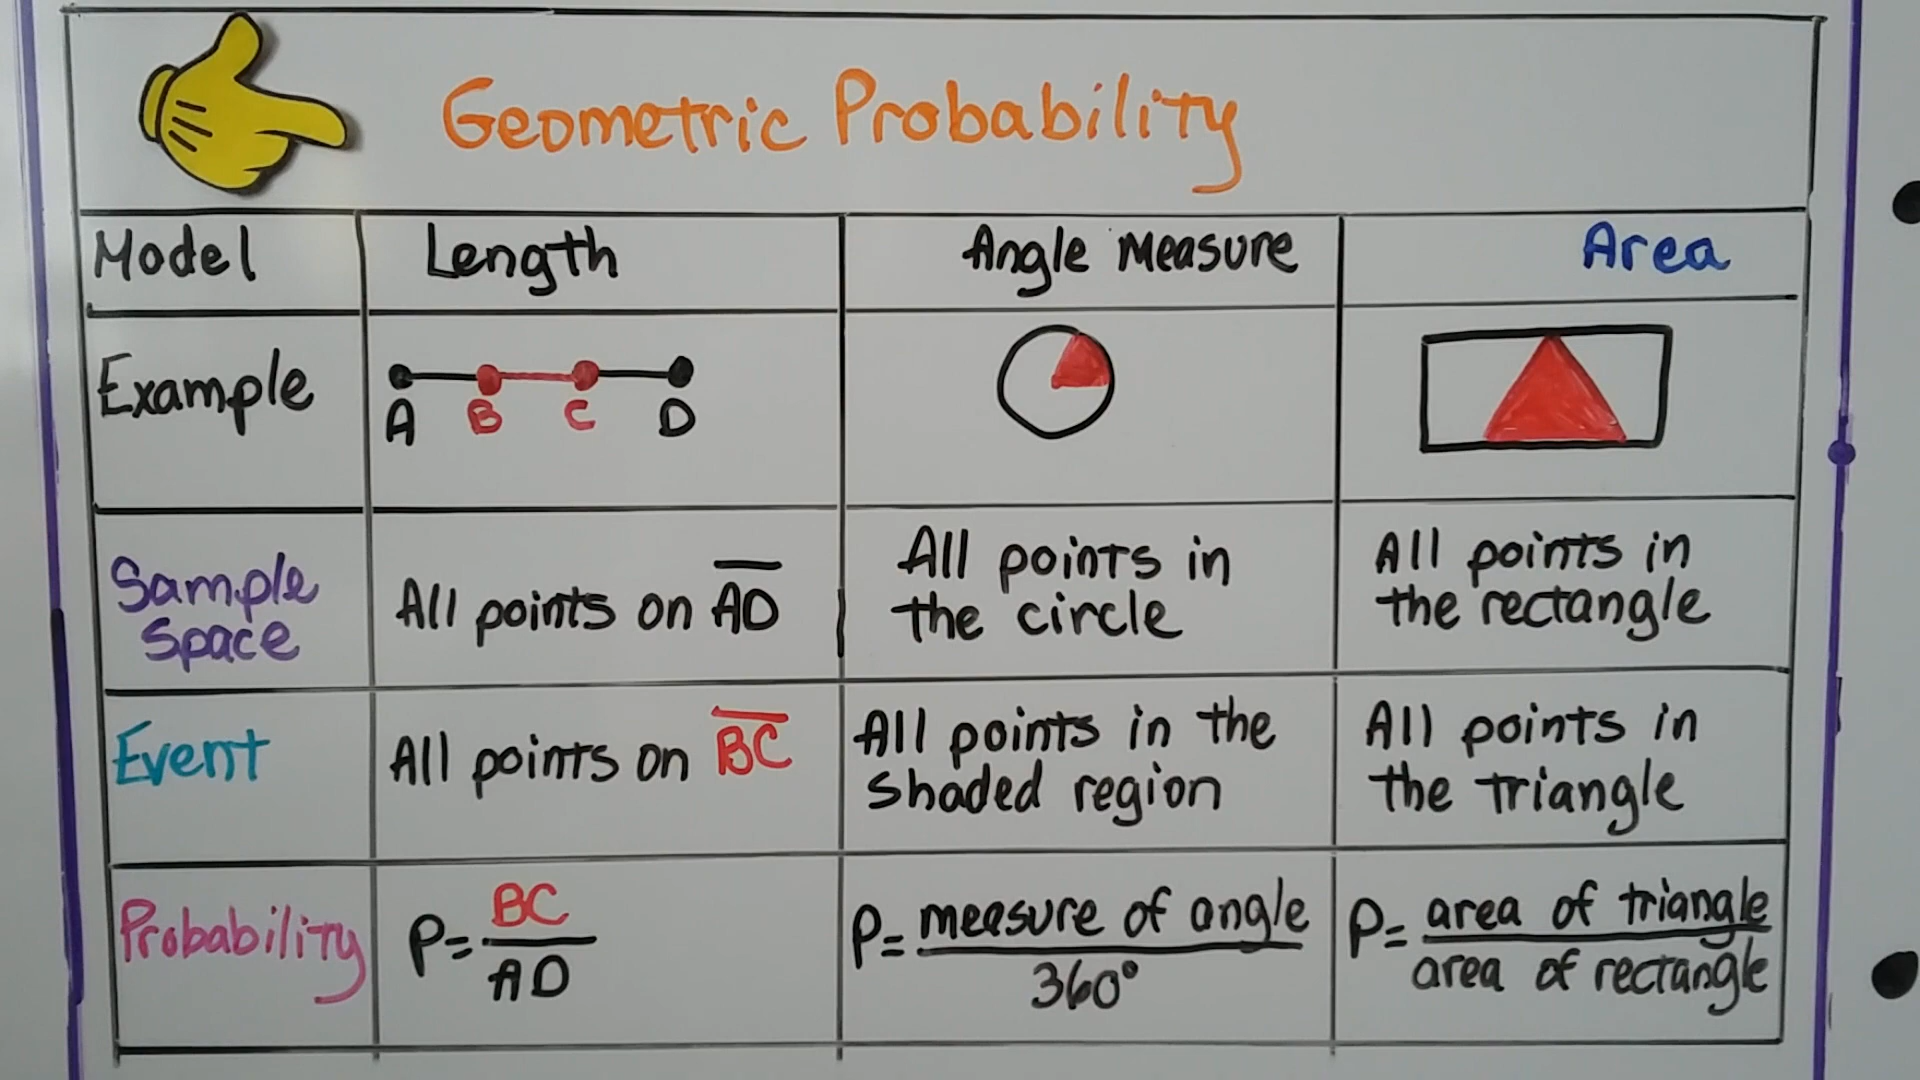 Geometric Probability
Model
Length
Angle Measure
Area
Example
A B C D
Sample
Space
All points on AD
All points in
the circle
All points in
the rectangle
Event
All points on BC
All points in the
shaded region
All points in
the triangle
Probability
P= BC
AD
P= measure of angle
360°
P= area of triangle
area of rectangle